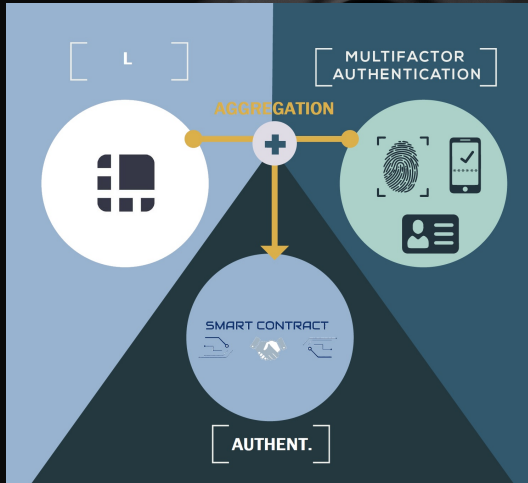 L
MULTIFACTOR
AUTHENTICATION
AGGREGATION
SMART CONTRACT
AUTHENT.